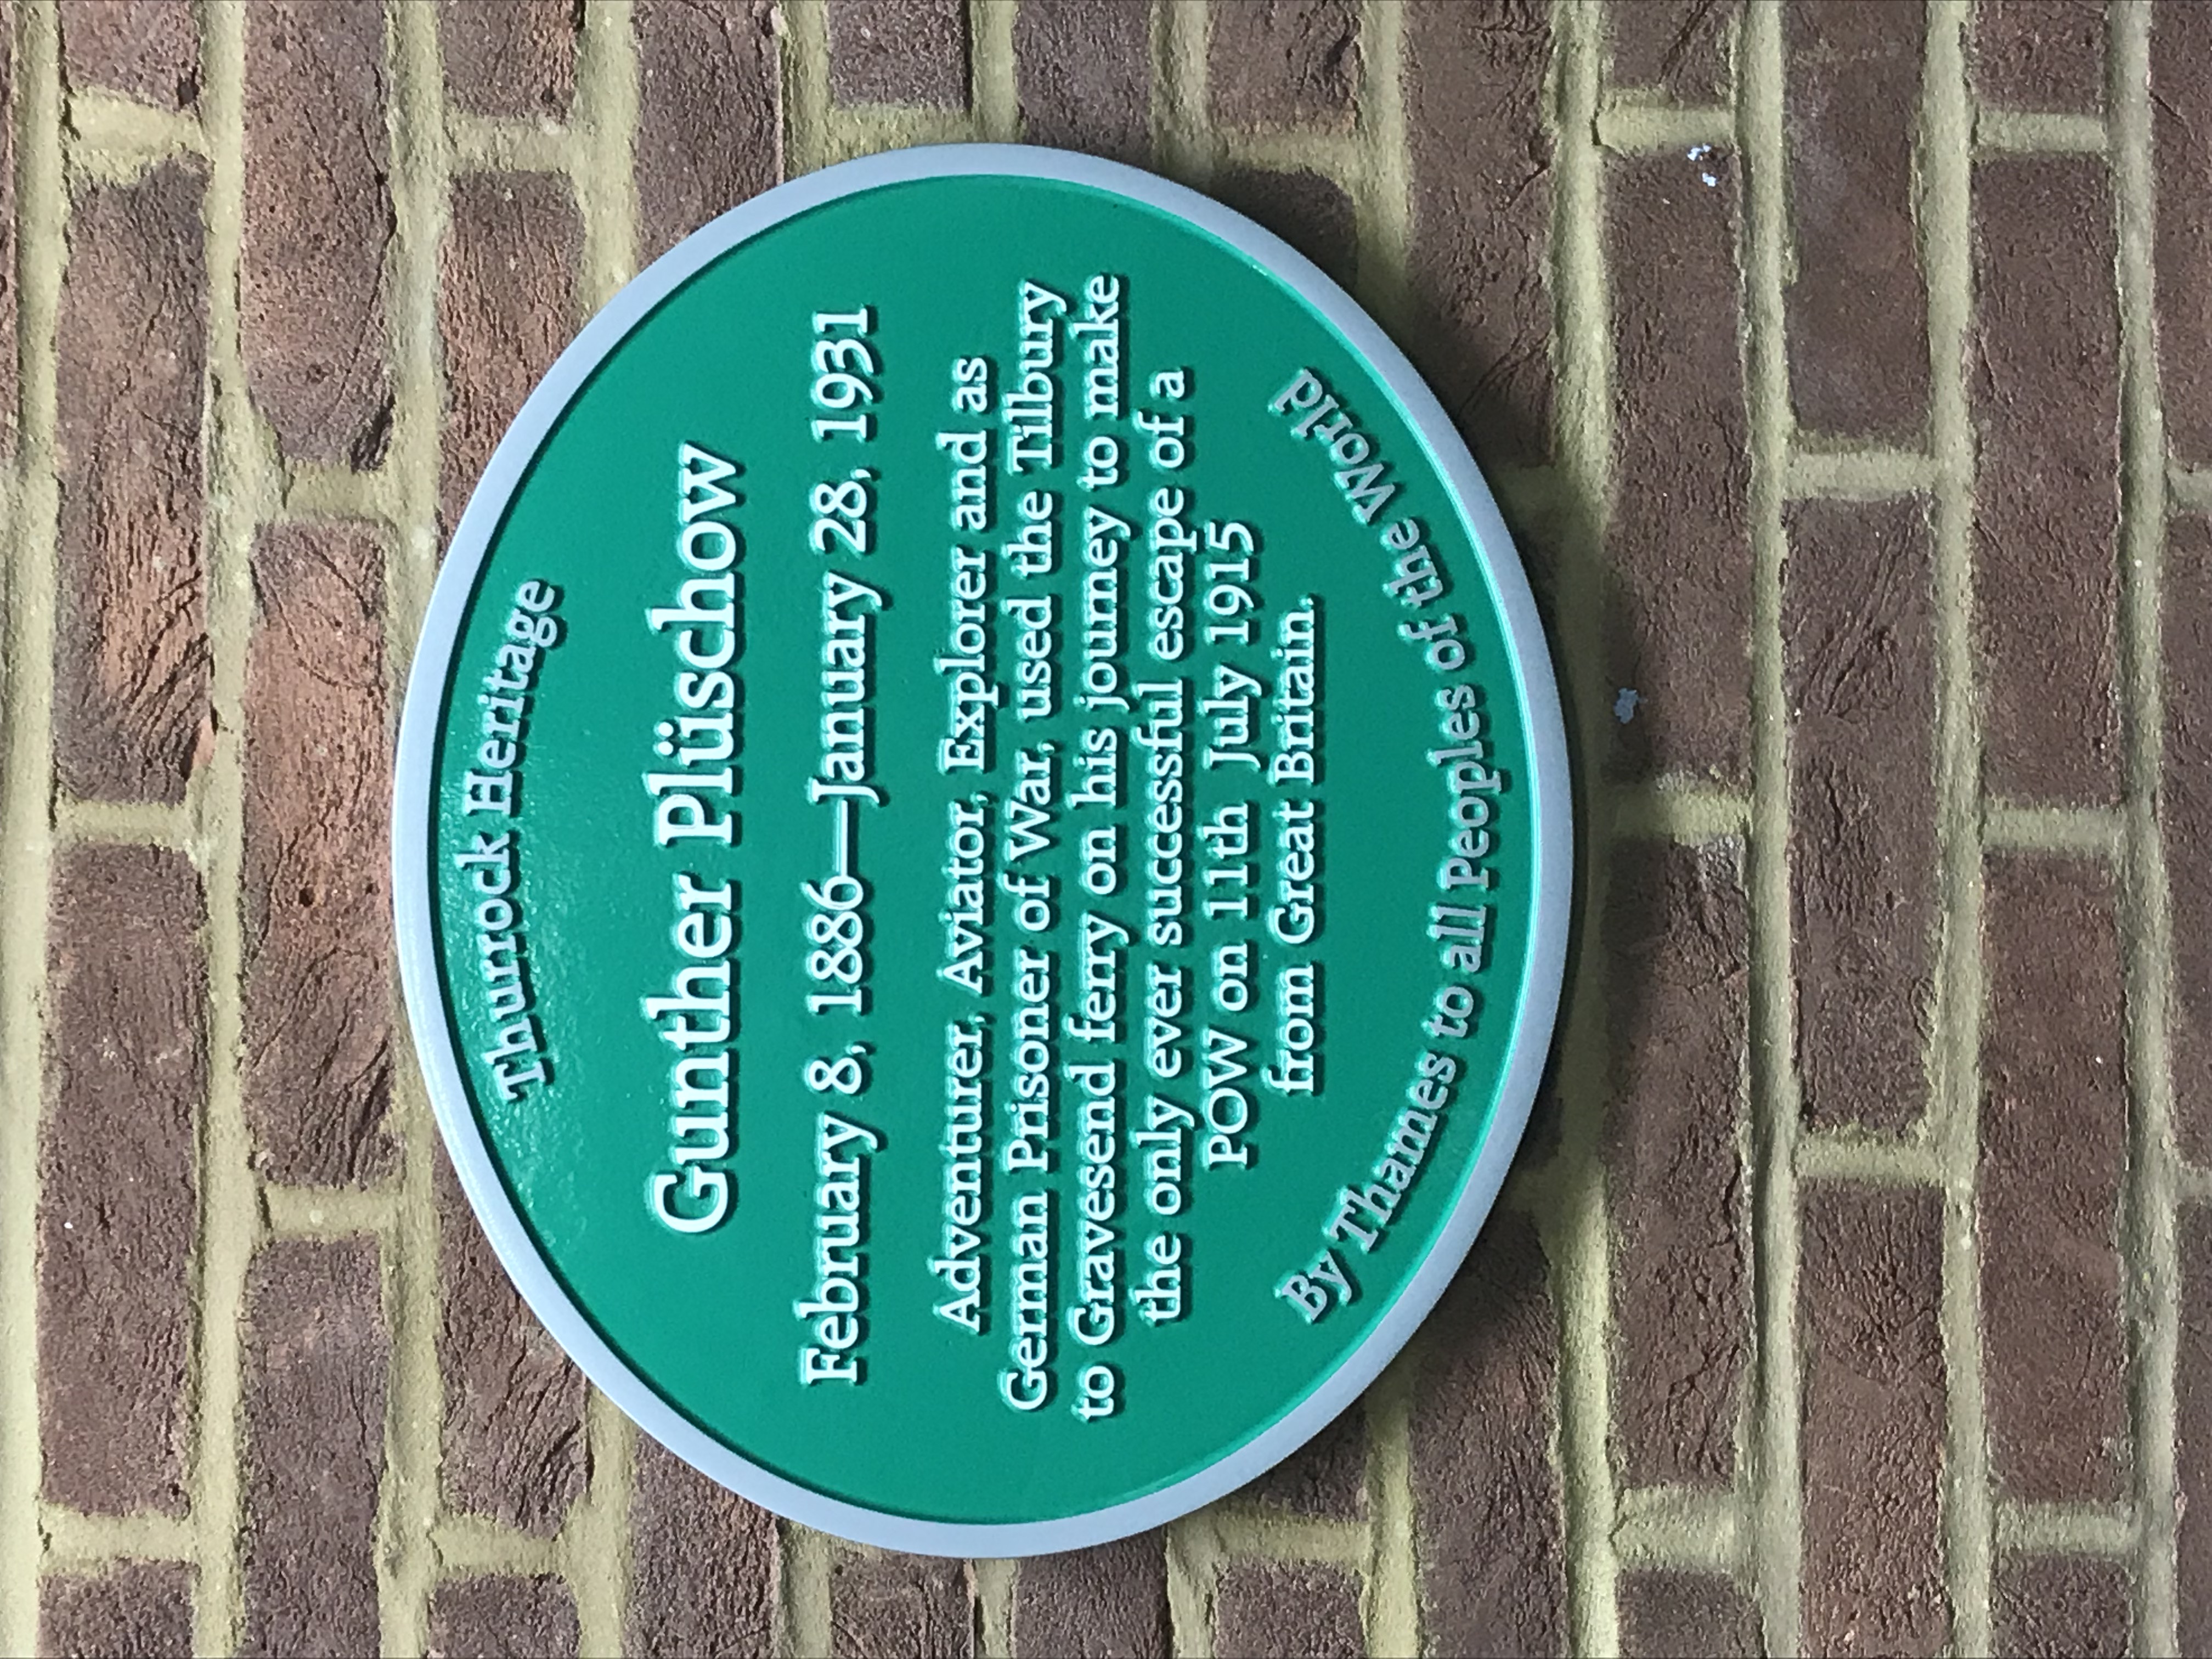 Thurrock Heritage
Gunther Plüschow
February 8, 1886—January 28, 1931
Adventurer, Aviator, Explorer and as
German Prisoner of War, used the Tilbury
to Gravesend ferry on his journey to make
the only ever successful escape of a
POW on 11th July 1915
from Great Britain.
By Thames to all Peoples of the World